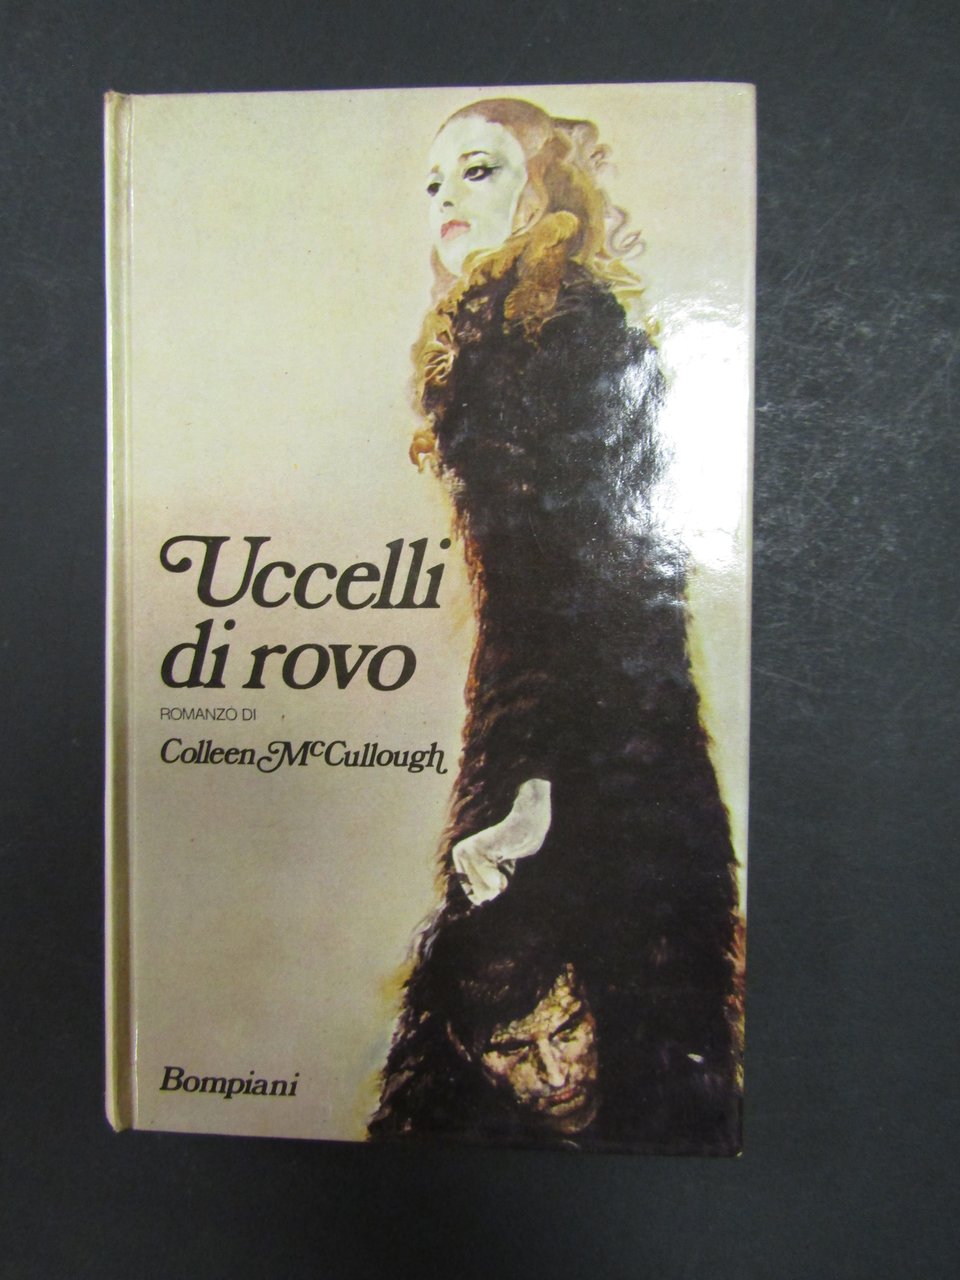 Uccelli
di rovo
ROMANZO DI
Colleen McCullough
Bompiani